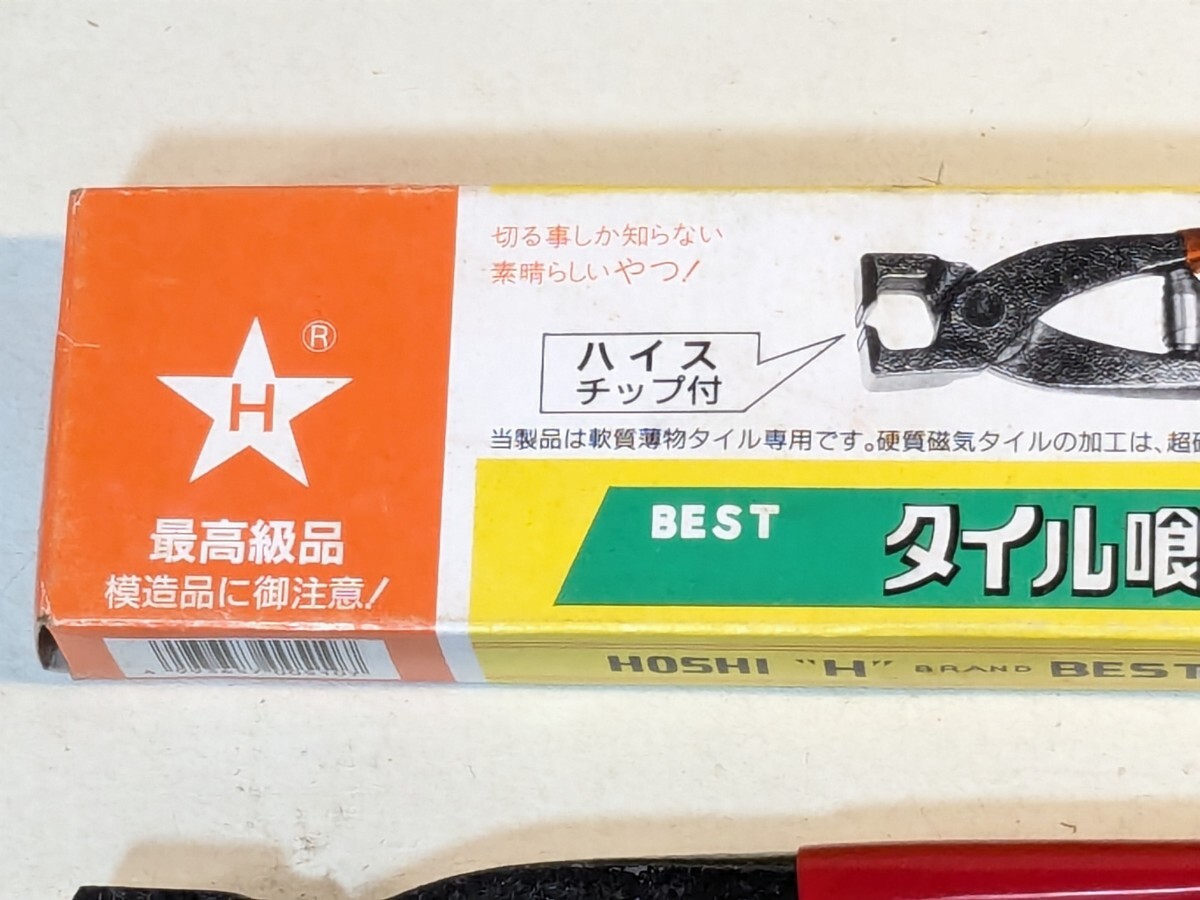 ®
H
最高級品
模造品に御注意!
切る事しか知らない
素晴らしいやつ!
ハイス
チップ付
当製品は軟質薄物タイル専用です。硬質磁気タイルの加工は、超硬
BEST
タイル喰
HOSHI "H" BRAND BEST